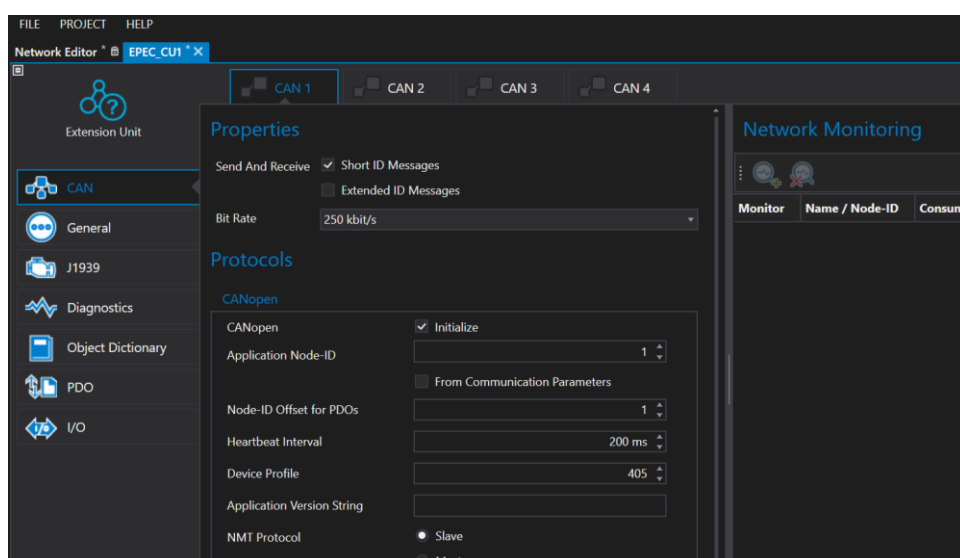 FILE PROJECT HELP
Network Editor * EPEC_CU1 *
Extension Unit
CAN
General
J1939
Diagnostics
Object Dictionary
PDO
I/O
CAN 1 CAN 2 CAN 3 CAN 4
Properties
Send And Receive Short ID Messages
Extended ID Messages
Bit Rate 250 kbit/s
Protocols
CANopen
CANopen Initialize
Application Node-ID 1
From Communication Parameters
Node-ID Offset for PDOs 1
Heartbeat Interval 200 ms
Device Profile 405
Application Version String
NMT Protocol Slave
Network Monitoring
Monitor Name / Node-ID Consum